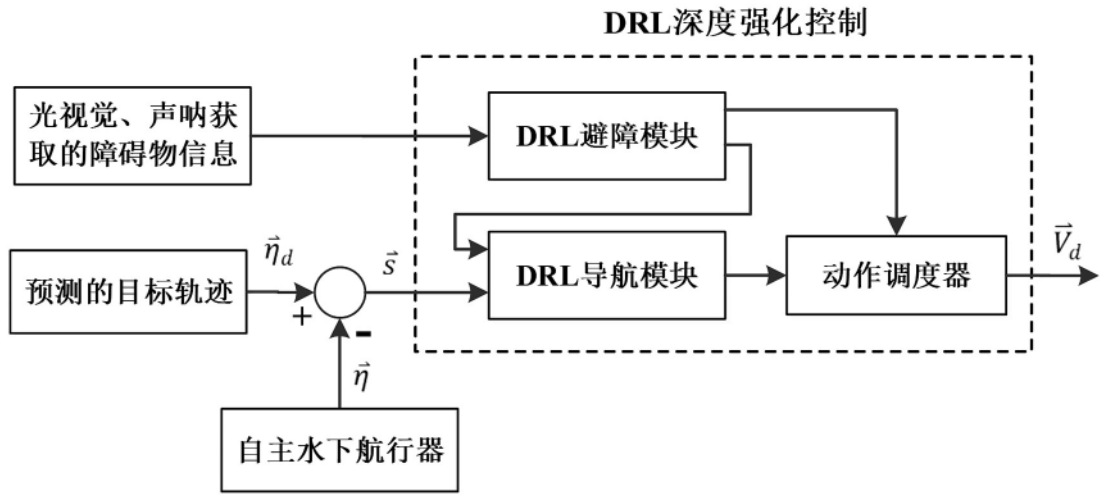 DRL深度强化控制
光视觉、声呐获
取的障碍物信息
DRL避障模块
预测的目标轨迹
η⃗d
+
-
s⃗
DRL导航模块
动作调度器
V⃗d
η⃗
自主水下航行器